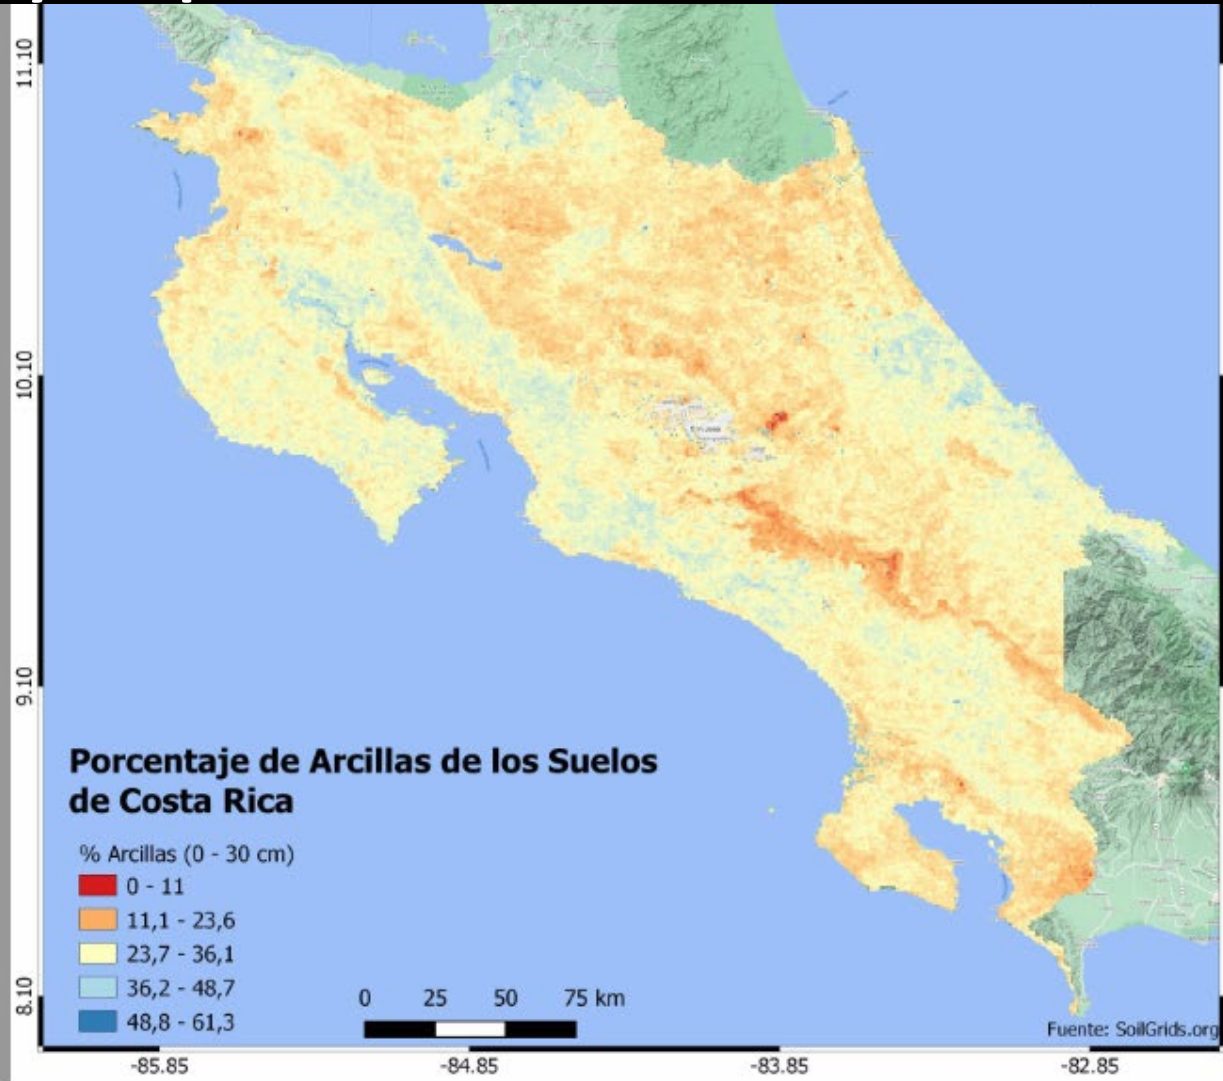 11.10
10.10
9.10
8.10
Porcentaje de Arcillas de los Suelos
de Costa Rica
% Arcillas (0 - 30 cm)
0 - 11
11,1 - 23,6
23,7 - 36,1
36,2 - 48,7
48,8 - 61,3
0 25 50 75 km
Fuente: SoilGrids.org
-85.85 -84.85 -83.85 -82.85